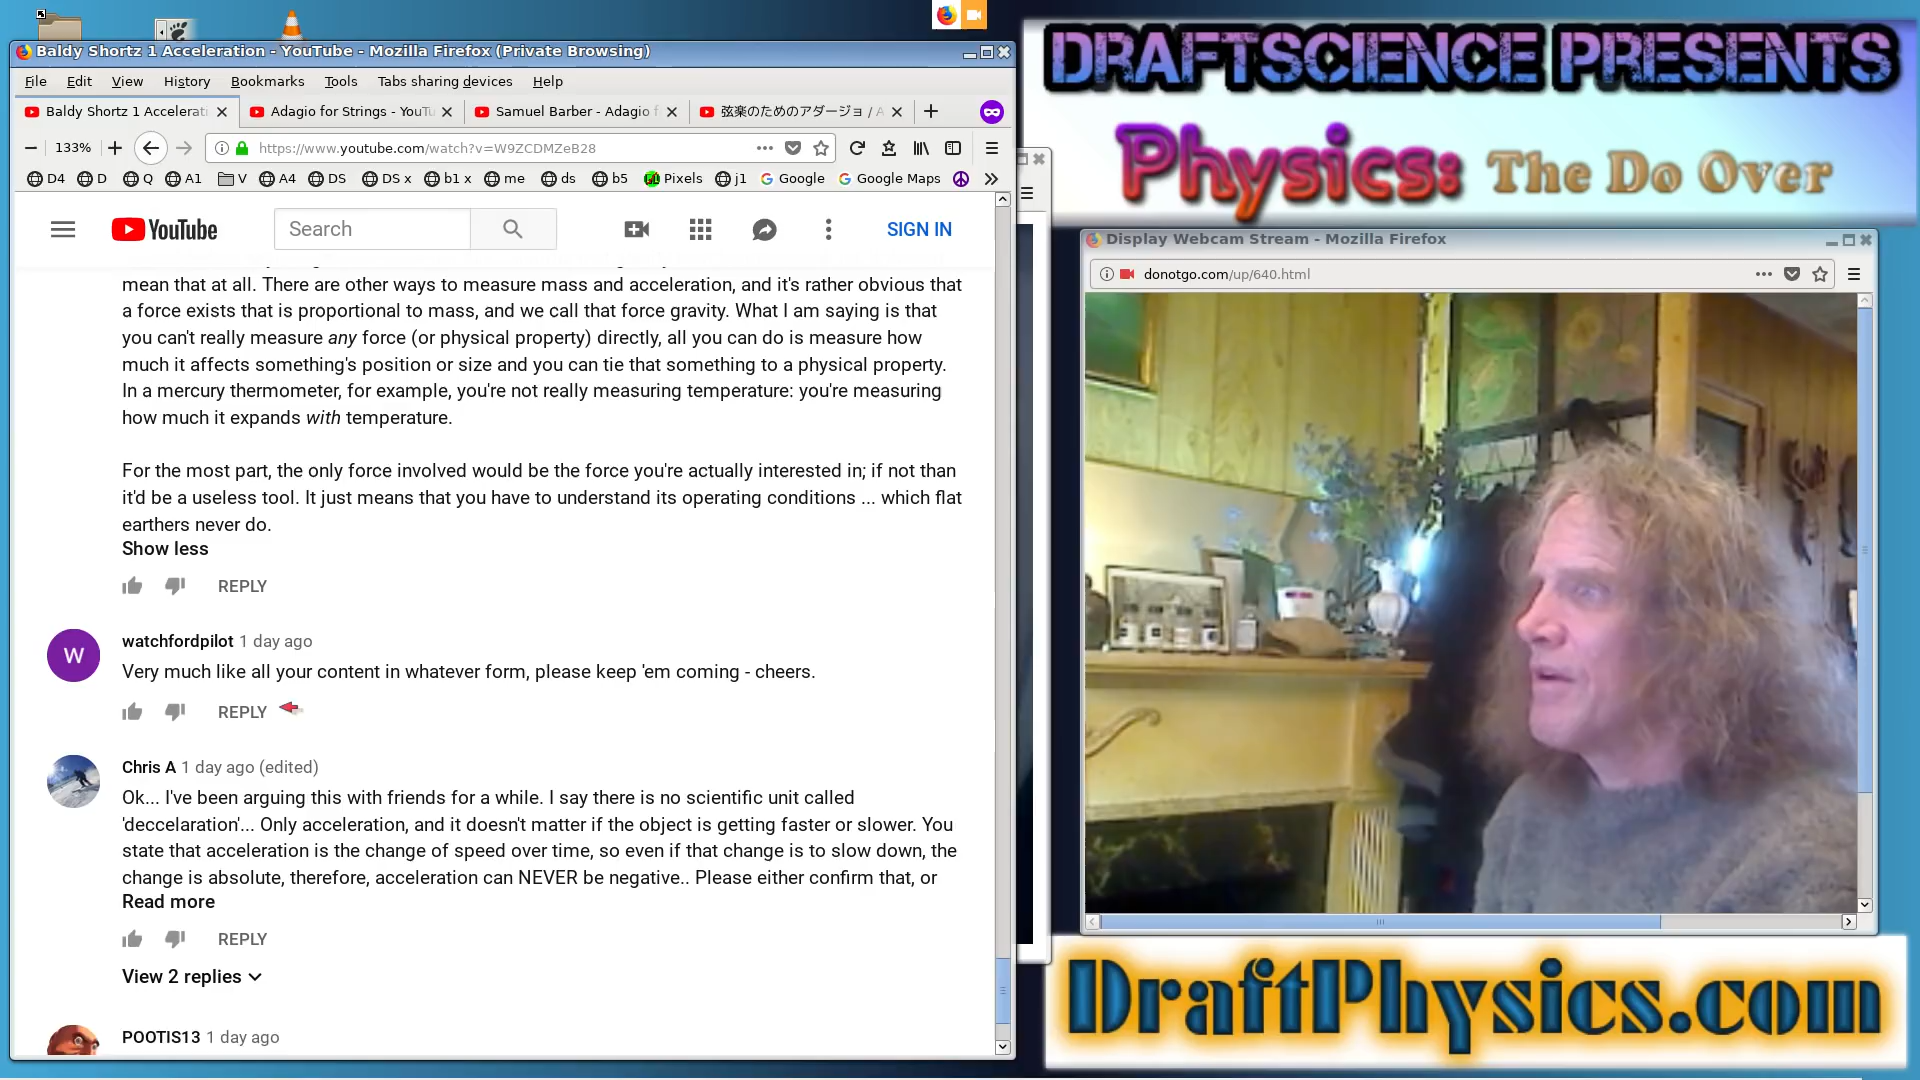 Baldy Shortz 1 Acceleration - YouTube - Mozilla Firefox (Private Browsing)
File Edit View History Bookmarks Tools Tabs sharing devices Help
Baldy Shortz 1 Accelerati
Adagio for Strings - YouTu
Samuel Barber - Adagio f
弦楽のためのアダージョ / A
133%
https://www.youtube.com/watch?v=W9ZCDMZeB28
D4 D Q A1 V A4 DS DS x b1 x me ds b5 Pixels j1 Google Google Maps
YouTube
Search
SIGN IN
mean that at all. There are other ways to measure mass and acceleration, and it's rather obvious that
a force exists that is proportional to mass, and we call that force gravity. What I am saying is that
you can't really measure any force (or physical property) directly, all you can do is measure how
much it affects something's position or size and you can tie that something to a physical property.
In a mercury thermometer, for example, you're not really measuring temperature: you're measuring
how much it expands with temperature.
For the most part, the only force involved would be the force you're actually interested in; if not than
it'd be a useless tool. It just means that you have to understand its operating conditions ... which flat
earthers never do.
Show less
REPLY
W
watchfordpilot 1 day ago
Very much like all your content in whatever form, please keep 'em coming - cheers.
REPLY
Chris A 1 day ago (edited)
Ok... I've been arguing this with friends for a while. I say there is no scientific unit called
'deccelaration'... Only acceleration, and it doesn't matter if the object is getting faster or slower. You
state that acceleration is the change of speed over time, so even if that change is to slow down, the
change is absolute, therefore, acceleration can NEVER be negative.. Please either confirm that, or
Read more
REPLY
View 2 replies
POOTIS13 1 day ago
DRAFTSCIENCE PRESENTS
Physics: The Do Over
Display Webcam Stream - Mozilla Firefox
donotgo.com/up/640.html
DraftPhysics.com